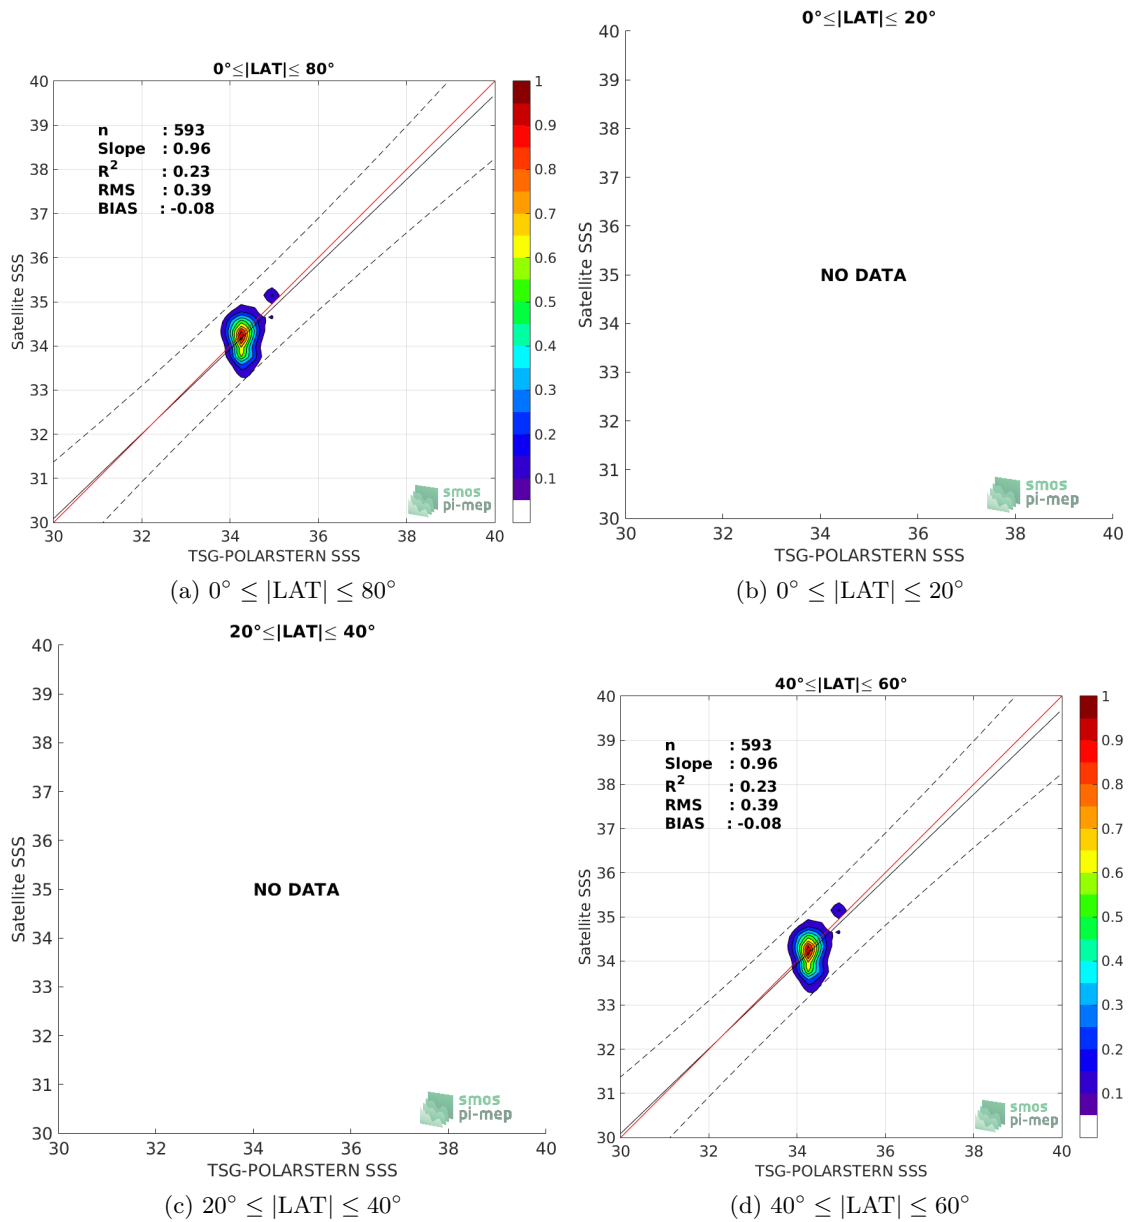 0°≤|LAT|≤ 80°
40
39
38
37
36
35
34
33
32
31
30
Satellite SSS
n : 593
Slope : 0.96
R² : 0.23
RMS : 0.39
BIAS : -0.08
smos
pi-mep
30 32 34 36 38 40
TSG-POLARSTERN SSS
1
0.9
0.8
0.7
0.6
0.5
0.4
0.3
0.2
0.1
(a) 0° ≤ |LAT| ≤ 80°
0°≤|LAT|≤ 20°
40
39
38
37
36
35
34
33
32
31
30
Satellite SSS
NO DATA
smos
pi-mep
30 32 34 36 38 40
TSG-POLARSTERN SSS
(b) 0° ≤ |LAT| ≤ 20°
20°≤|LAT|≤ 40°
40
39
38
37
36
35
34
33
32
31
30
Satellite SSS
NO DATA
smos
pi-mep
30 32 34 36 38 40
TSG-POLARSTERN SSS
(c) 20° ≤ |LAT| ≤ 40°
40°≤|LAT|≤ 60°
40
39
38
37
36
35
34
33
32
31
30
Satellite SSS
n : 593
Slope : 0.96
R² : 0.23
RMS : 0.39
BIAS : -0.08
smos
pi-mep
30 32 34 36 38 40
TSG-POLARSTERN SSS
1
0.9
0.8
0.7
0.6
0.5
0.4
0.3
0.2
0.1
(d) 40° ≤ |LAT| ≤ 60°